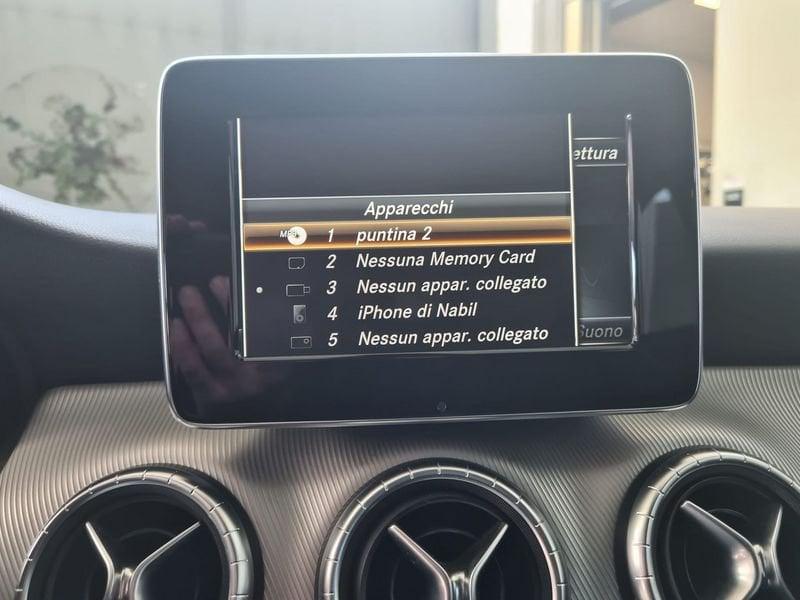 ettura
Apparecchi
MP3 1 puntina 2
2 Nessuna Memory Card
3 Nessun appar. collegato
4 iPhone di Nabil
5 Nessun appar. collegato
Suono